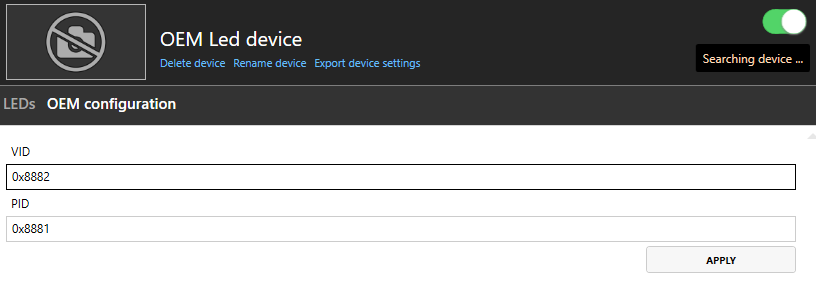 OEM Led device
Delete device Rename device Export device settings
Searching device ...
LEDs OEM configuration
VID
0x8882
PID
0x8881
APPLY